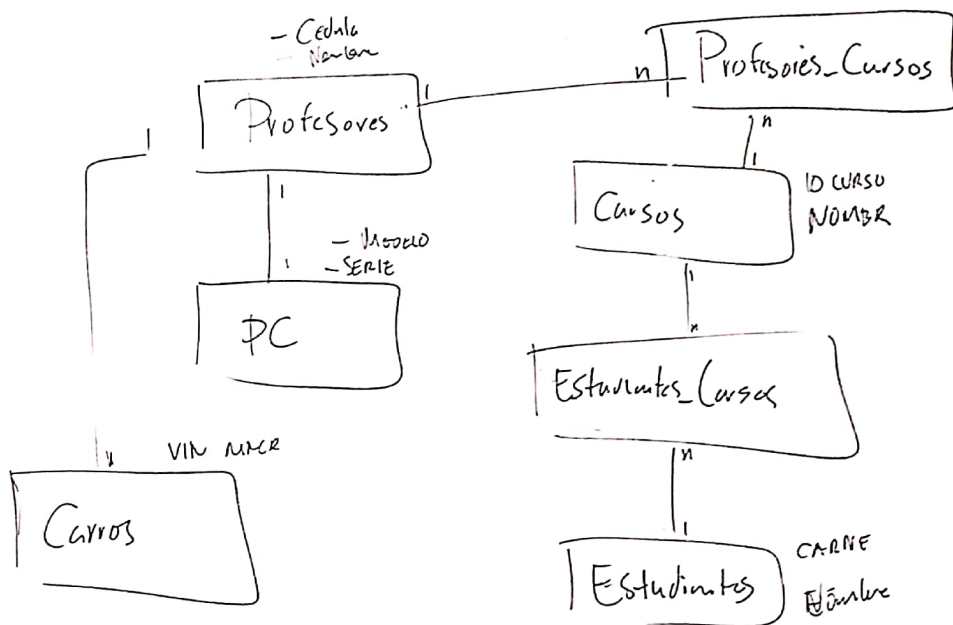 - Cedula
- Nombre
Profesores
1
n
Profesores_Cursos
n
1
Cursos
ID CURSO
NOMBR
1
1
- MODELO
- SERIE
1
PC
1
n
Estudiantes_Cursos
n
1
Estudiantes
CARNE
Nombre
1
VIN
Carros